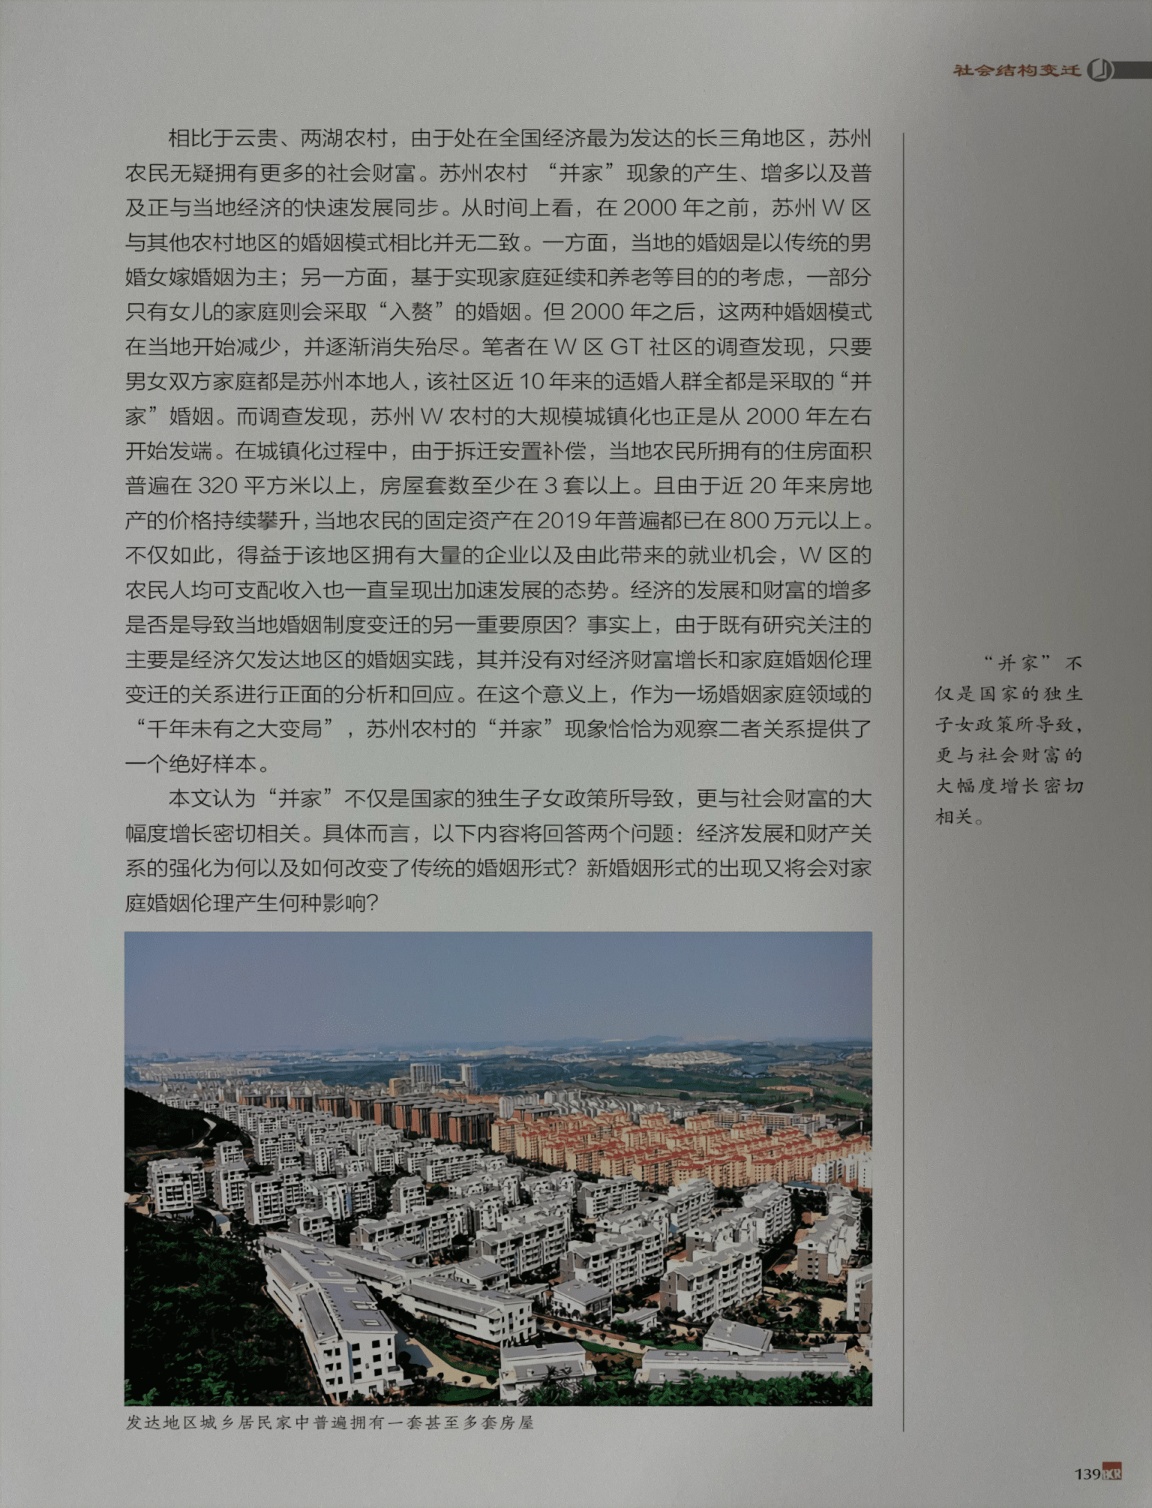 社会结构变迁
相比于云贵、两湖农村，由于处在全国经济最为发达的长三角地区，苏州
农民无疑拥有更多的社会财富。苏州农村 “并家”现象的产生、增多以及普
及正与当地经济的快速发展同步。从时间上看，在 2000 年之前，苏州 W 区
与其他农村地区的婚姻模式相比并无二致。一方面，当地的婚姻是以传统的男
婚女嫁婚姻为主；另一方面，基于实现家庭延续和养老等目的的考虑，一部分
只有女儿的家庭则会采取“入赘”的婚姻。但 2000 年之后，这两种婚姻模式
在当地开始减少，并逐渐消失殆尽。笔者在 W 区 GT 社区的调查发现，只要
男女双方家庭都是苏州本地人，该社区近 10 年来的适婚人群全都是采取的“并
家”婚姻。而调查发现，苏州 W 农村的大规模城镇化也正是从 2000 年左右
开始发端。在城镇化过程中，由于拆迁安置补偿，当地农民所拥有的住房面积
普遍在 320 平方米以上，房屋套数至少在 3 套以上。且由于近 20 年来房地
产的价格持续攀升，当地农民的固定资产在 2019 年普遍都已在 800 万元以上。
不仅如此，得益于该地区拥有大量的企业以及由此带来的就业机会，W 区的
农民人均可支配收入也一直呈现出加速发展的态势。经济的发展和财富的增多
是否是导致当地婚姻制度变迁的另一重要原因？事实上，由于既有研究关注的
主要是经济欠发达地区的婚姻实践，其并没有对经济财富增长和家庭婚姻伦理
变迁的关系进行正面的分析和回应。在这个意义上，作为一场婚姻家庭领域的
“千年未有之大变局”，苏州农村的“并家”现象恰恰为观察二者关系提供了
一个绝好样本。
本文认为“并家”不仅是国家的独生子女政策所导致，更与社会财富的大
幅度增长密切相关。具体而言，以下内容将回答两个问题：经济发展和财产关
系的强化为何以及如何改变了传统的婚姻形式？新婚姻形式的出现又将会对家
庭婚姻伦理产生何种影响？
“并家”不
仅是国家的独生
子女政策所导致，
更与社会财富的
大幅度增长密切
相关。
发达地区城乡居民家中普遍拥有一套甚至多套房屋
139